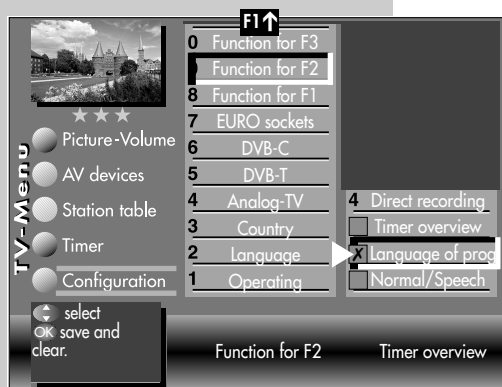 F1↑
TV-Menu
Picture-Volume
AV devices
Station table
Timer
Configuration
0 Function for F3
Function for F2
8 Function for F1
7 EURO sockets
6 DVB-C
5 DVB-T
4 Analog-TV
3 Country
2 Language
1 Operating
4 Direct recording
Timer overview
X Language of prog
Normal/Speech
select
OK save and
clear.
Function for F2
Timer overview